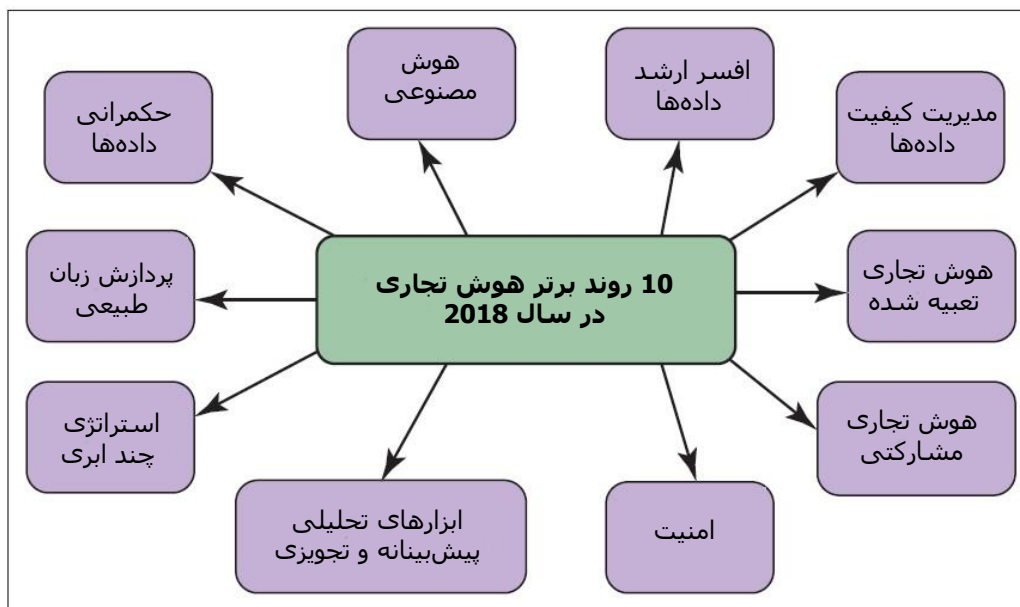 افسر ارشد
داده‌ها
هوش
مصنوعی
مدیریت کیفیت
داده‌ها
حکمرانی
داده‌ها
هوش تجاری
تعبیه شده
10 روند برتر هوش تجاری
در سال 2018
پردازش زبان
طبیعی
هوش تجاری
مشارکتی
استراتژی
چند ابری
امنیت
ابزارهای تحلیلی
پیش‌بینانه و تجویزی